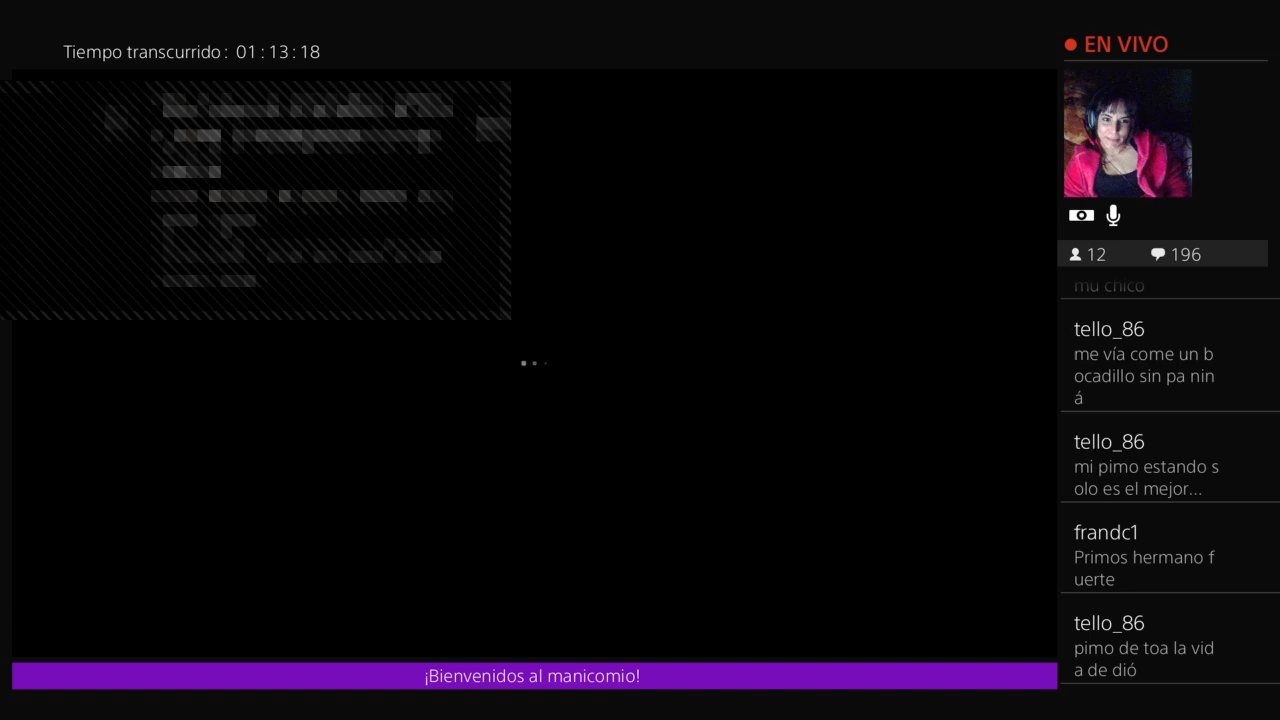 Tiempo transcurrido : 01 : 13 : 18
EN VIVO
12 196
mu chico
tello_86
me vía come un b
ocadillo sin pa nin
á
tello_86
mi pimo estando s
olo es el mejor...
frandc1
Primos hermano f
uerte
tello_86
pimo de toa la vid
a de dió
¡Bienvenidos al manicomio!